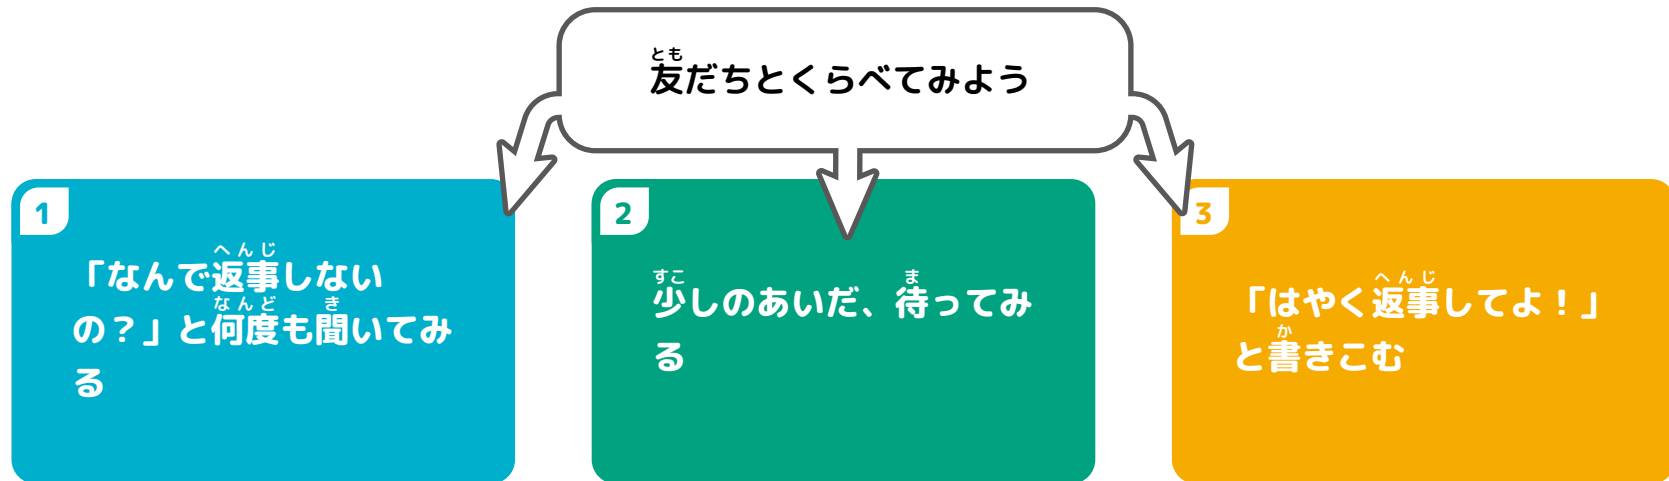 友だちとくらべてみよう
とも
1
「なんで返事しない
へんじ
の？」と何度も聞いてみ
なんど き
る
2
少しのあいだ、待ってみ
すこ ま
る
3
「はやく返事してよ！」
へんじ
と書きこむ
か